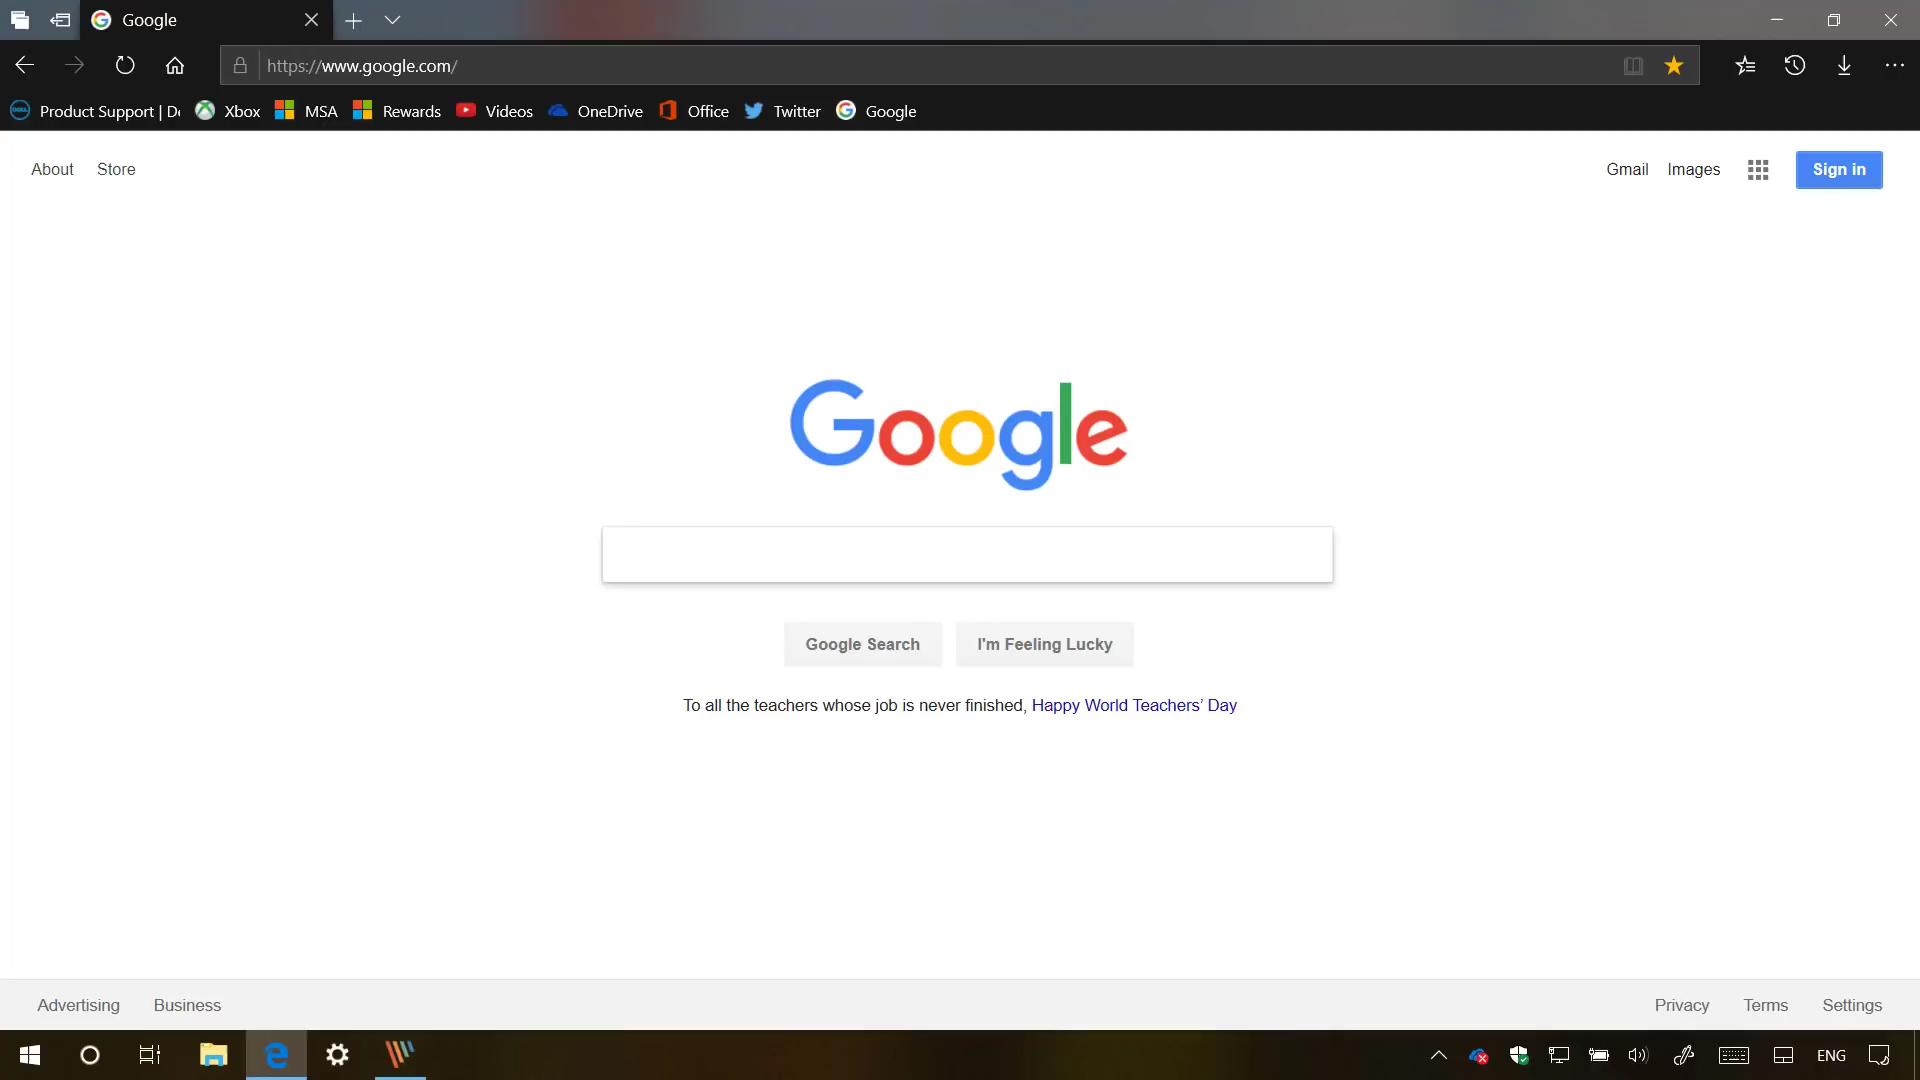 Google
https://www.google.com/
Product Support | De
Xbox
MSA
Rewards
Videos
OneDrive
Office
Twitter
Google
About
Store
Gmail
Images
Sign in
Google
Google Search
I'm Feeling Lucky
To all the teachers whose job is never finished, Happy World Teachers’ Day
Advertising
Business
Privacy
Terms
Settings
ENG